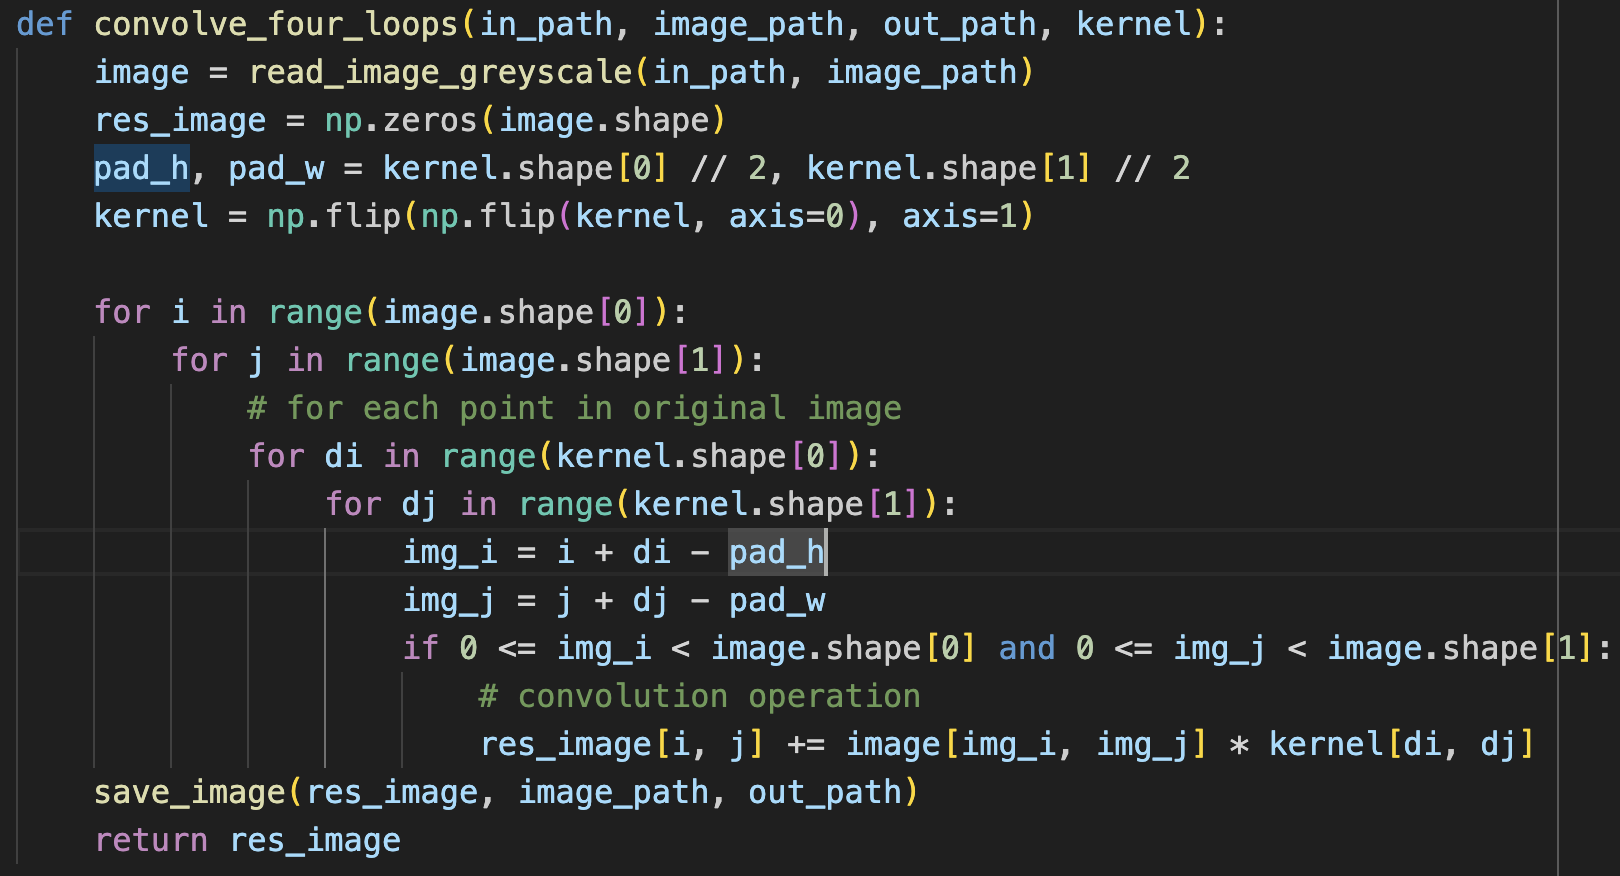 def convolve_four_loops(in_path, image_path, out_path, kernel):
    image = read_image_greyscale(in_path, image_path)
    res_image = np.zeros(image.shape)
    pad_h, pad_w = kernel.shape[0] // 2, kernel.shape[1] // 2
    kernel = np.flip(np.flip(kernel, axis=0), axis=1)

    for i in range(image.shape[0]):
        for j in range(image.shape[1]):
            # for each point in original image
            for di in range(kernel.shape[0]):
                for dj in range(kernel.shape[1]):
                    img_i = i + di - pad_h
                    img_j = j + dj - pad_w
                    if 0 <= img_i < image.shape[0] and 0 <= img_j < image.shape[1]:
                        # convolution operation
                        res_image[i, j] += image[img_i, img_j] * kernel[di, dj]
    save_image(res_image, image_path, out_path)
    return res_image